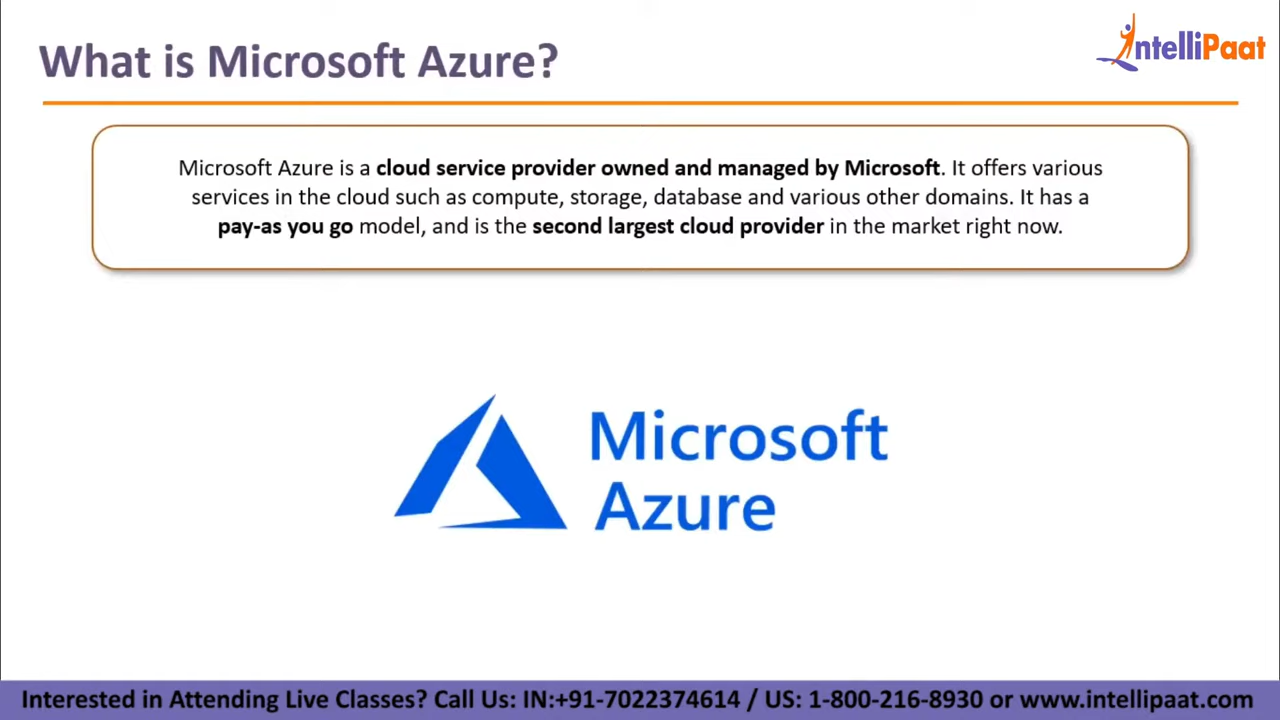 What is Microsoft Azure?
IntelliPaat
Microsoft Azure is a cloud service provider owned and managed by Microsoft. It offers various
services in the cloud such as compute, storage, database and various other domains. It has a
pay-as you go model, and is the second largest cloud provider in the market right now.
Microsoft
Azure
Interested in Attending Live Classes? Call Us: IN:+91-7022374614 / US: 1-800-216-8930 or www.intellipaat.com